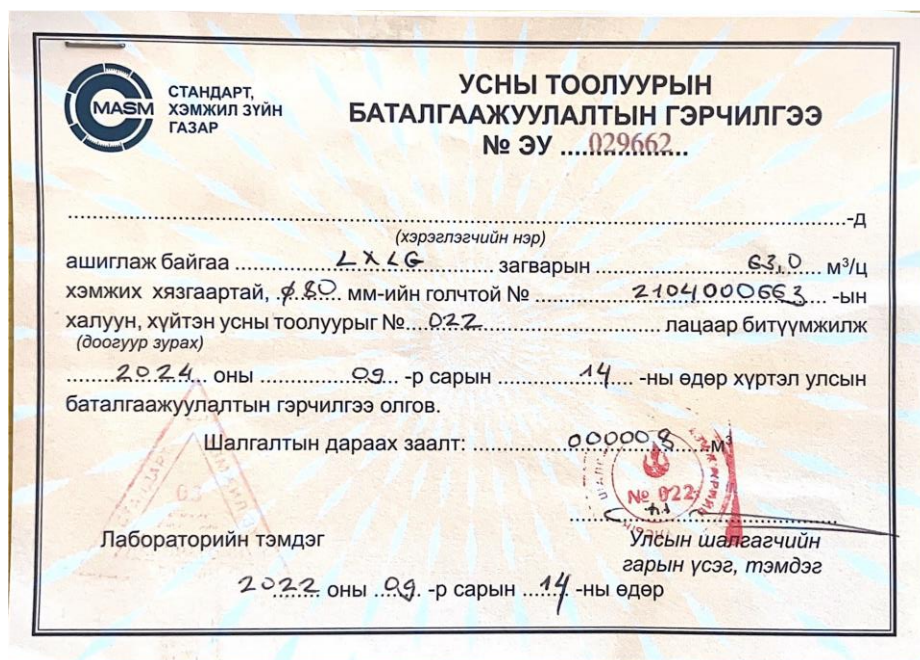 MASM
СТАНДАРТ,
ХЭМЖИЛ ЗҮЙН
ГАЗАР
УСНЫ ТООЛУУРЫН
БАТАЛГААЖУУЛАЛТЫН ГЭРЧИЛГЭЭ
№ ЭУ ...029662...
...-д
(хэрэглэгчийн нэр)
ашиглаж байгаа ... LXLG ... загварын ... 63,0 м³/ц
хэмжих хязгаартай, ø80 мм-ийн голчтой № ... 2104000663 ... -ын
халуун, хүйтэн усны тоолуурыг № ... 022 ... лацаар битүүмжилж
(доогуур зурах)
... 2024 ... оны ... 09 ... -р сарын ... 14 ... -ны өдөр хүртэл улсын
баталгаажуулалтын гэрчилгээ олгов.
Шалгалтын дараах заалт: ... 000008 ... м³
№ 022
Лабораторийн тэмдэг
Улсын шалгагчийн
гарын үсэг, тэмдэг
2022 оны 09 -р сарын 14 -ны өдөр